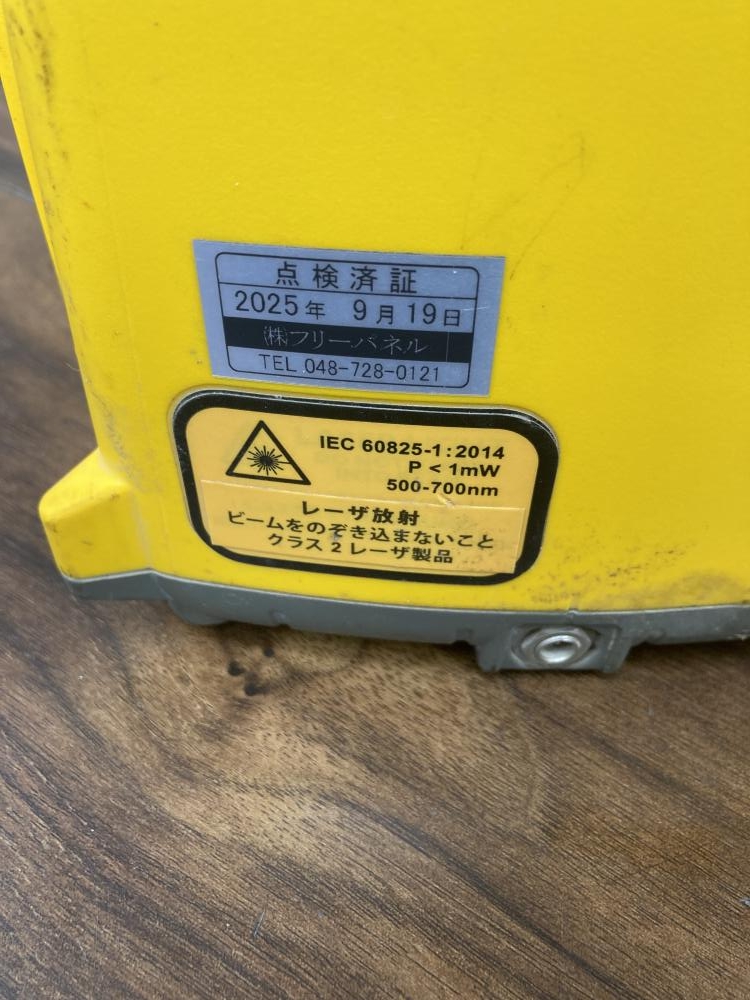 点検済証
2025年 9月19日
㈱フリーパネル
TEL 048-728-0121
IEC 60825-1:2014
P < 1mW
500-700nm
レーザ放射
ビームをのぞき込まないこと
クラス 2 レーザ製品